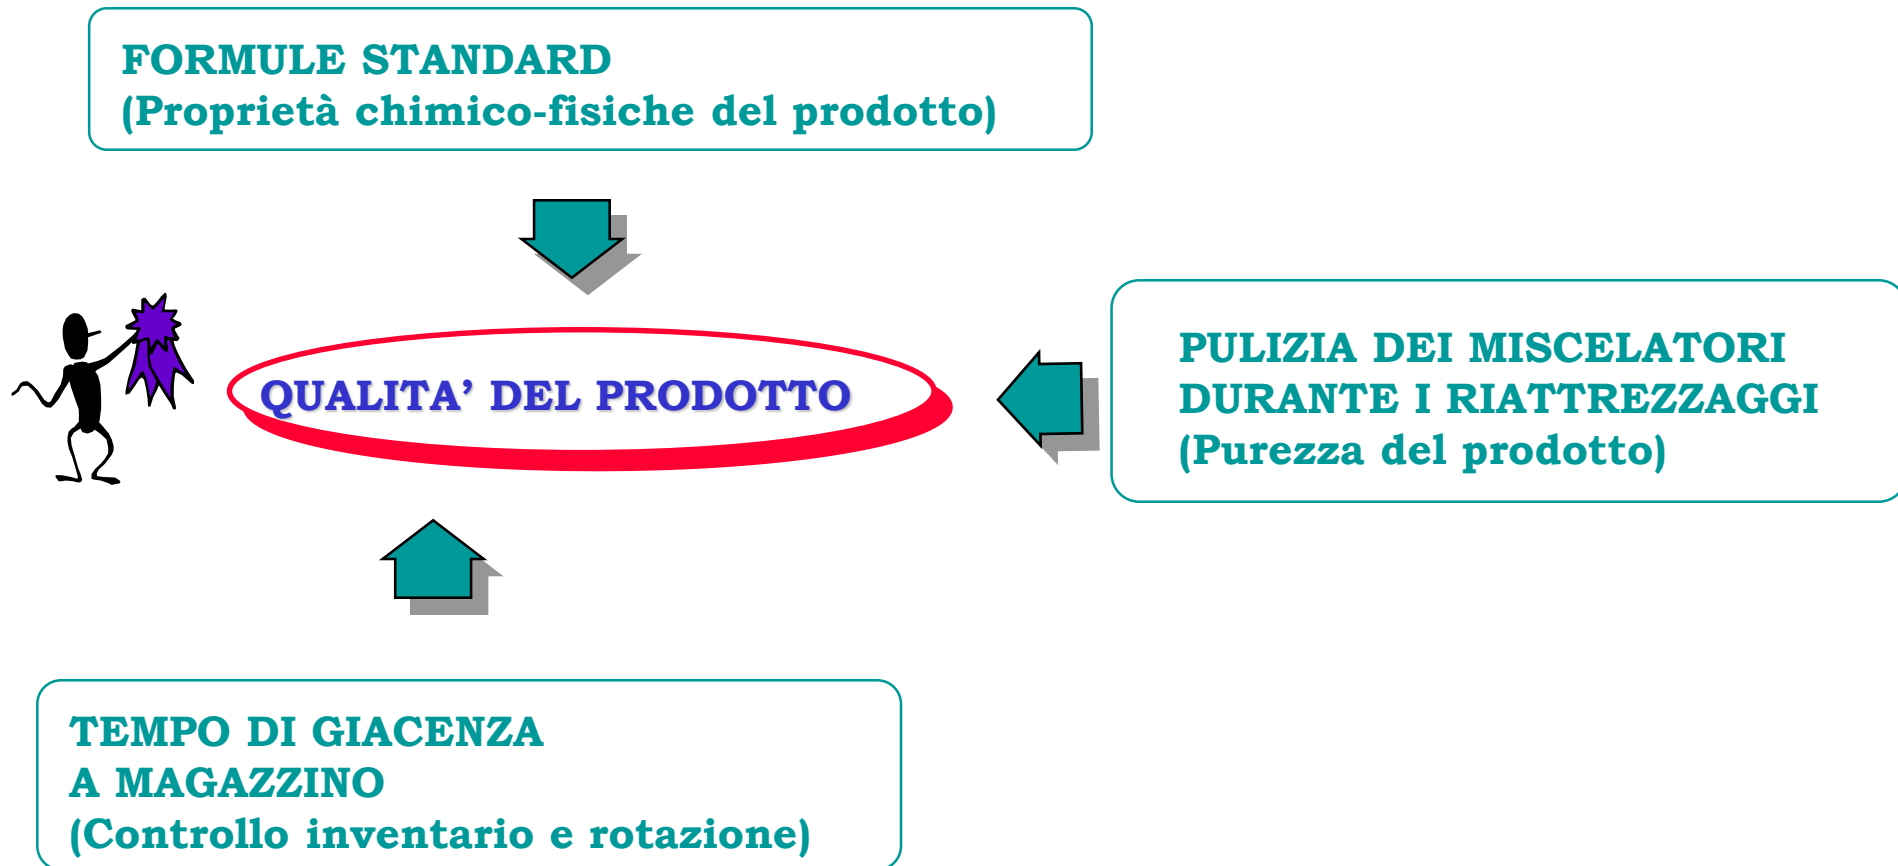 FORMULE STANDARD
(Proprietà chimico-fisiche del prodotto)
QUALITA’ DEL PRODOTTO
PULIZIA DEI MISCELATORI
DURANTE I RIATTREZZAGGI
(Purezza del prodotto)
TEMPO DI GIACENZA
A MAGAZZINO
(Controllo inventario e rotazione)